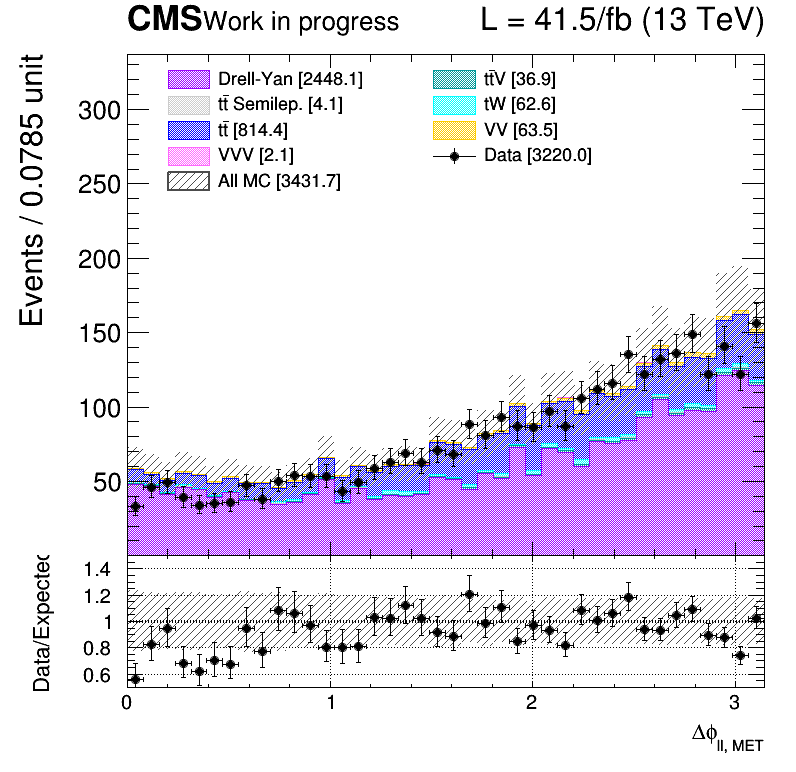 CMS Work in progress L = 41.5/fb (13 TeV)
Drell-Yan [2448.1]
tt̄ Semilep. [4.1]
tt̄ [814.4]
VVV [2.1]
All MC [3431.7]
tt̄V [36.9]
tW [62.6]
VV [63.5]
Data [3220.0]
Events / 0.0785 unit
300
250
200
150
100
50
Data/Expected
1.4
1.2
1
0.8
0.6
0 1 2 3
Δϕ_ll, MET